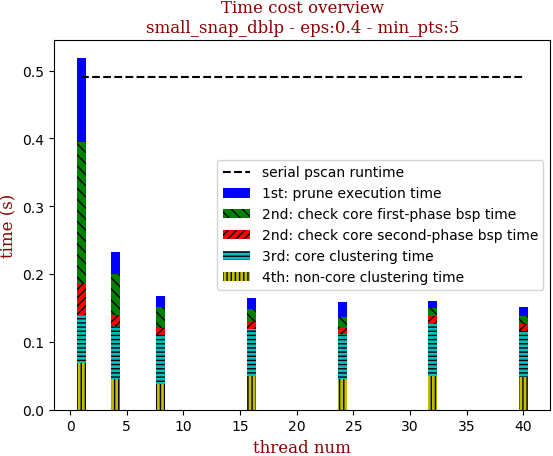 Time cost overview
small_snap_dblp - eps:0.4 - min_pts:5
time (s)
0.5
0.4
0.3
0.2
0.1
0.0
serial pscan runtime
1st: prune execution time
2nd: check core first-phase bsp time
2nd: check core second-phase bsp time
3rd: core clustering time
4th: non-core clustering time
0 5 10 15 20 25 30 35 40
thread num